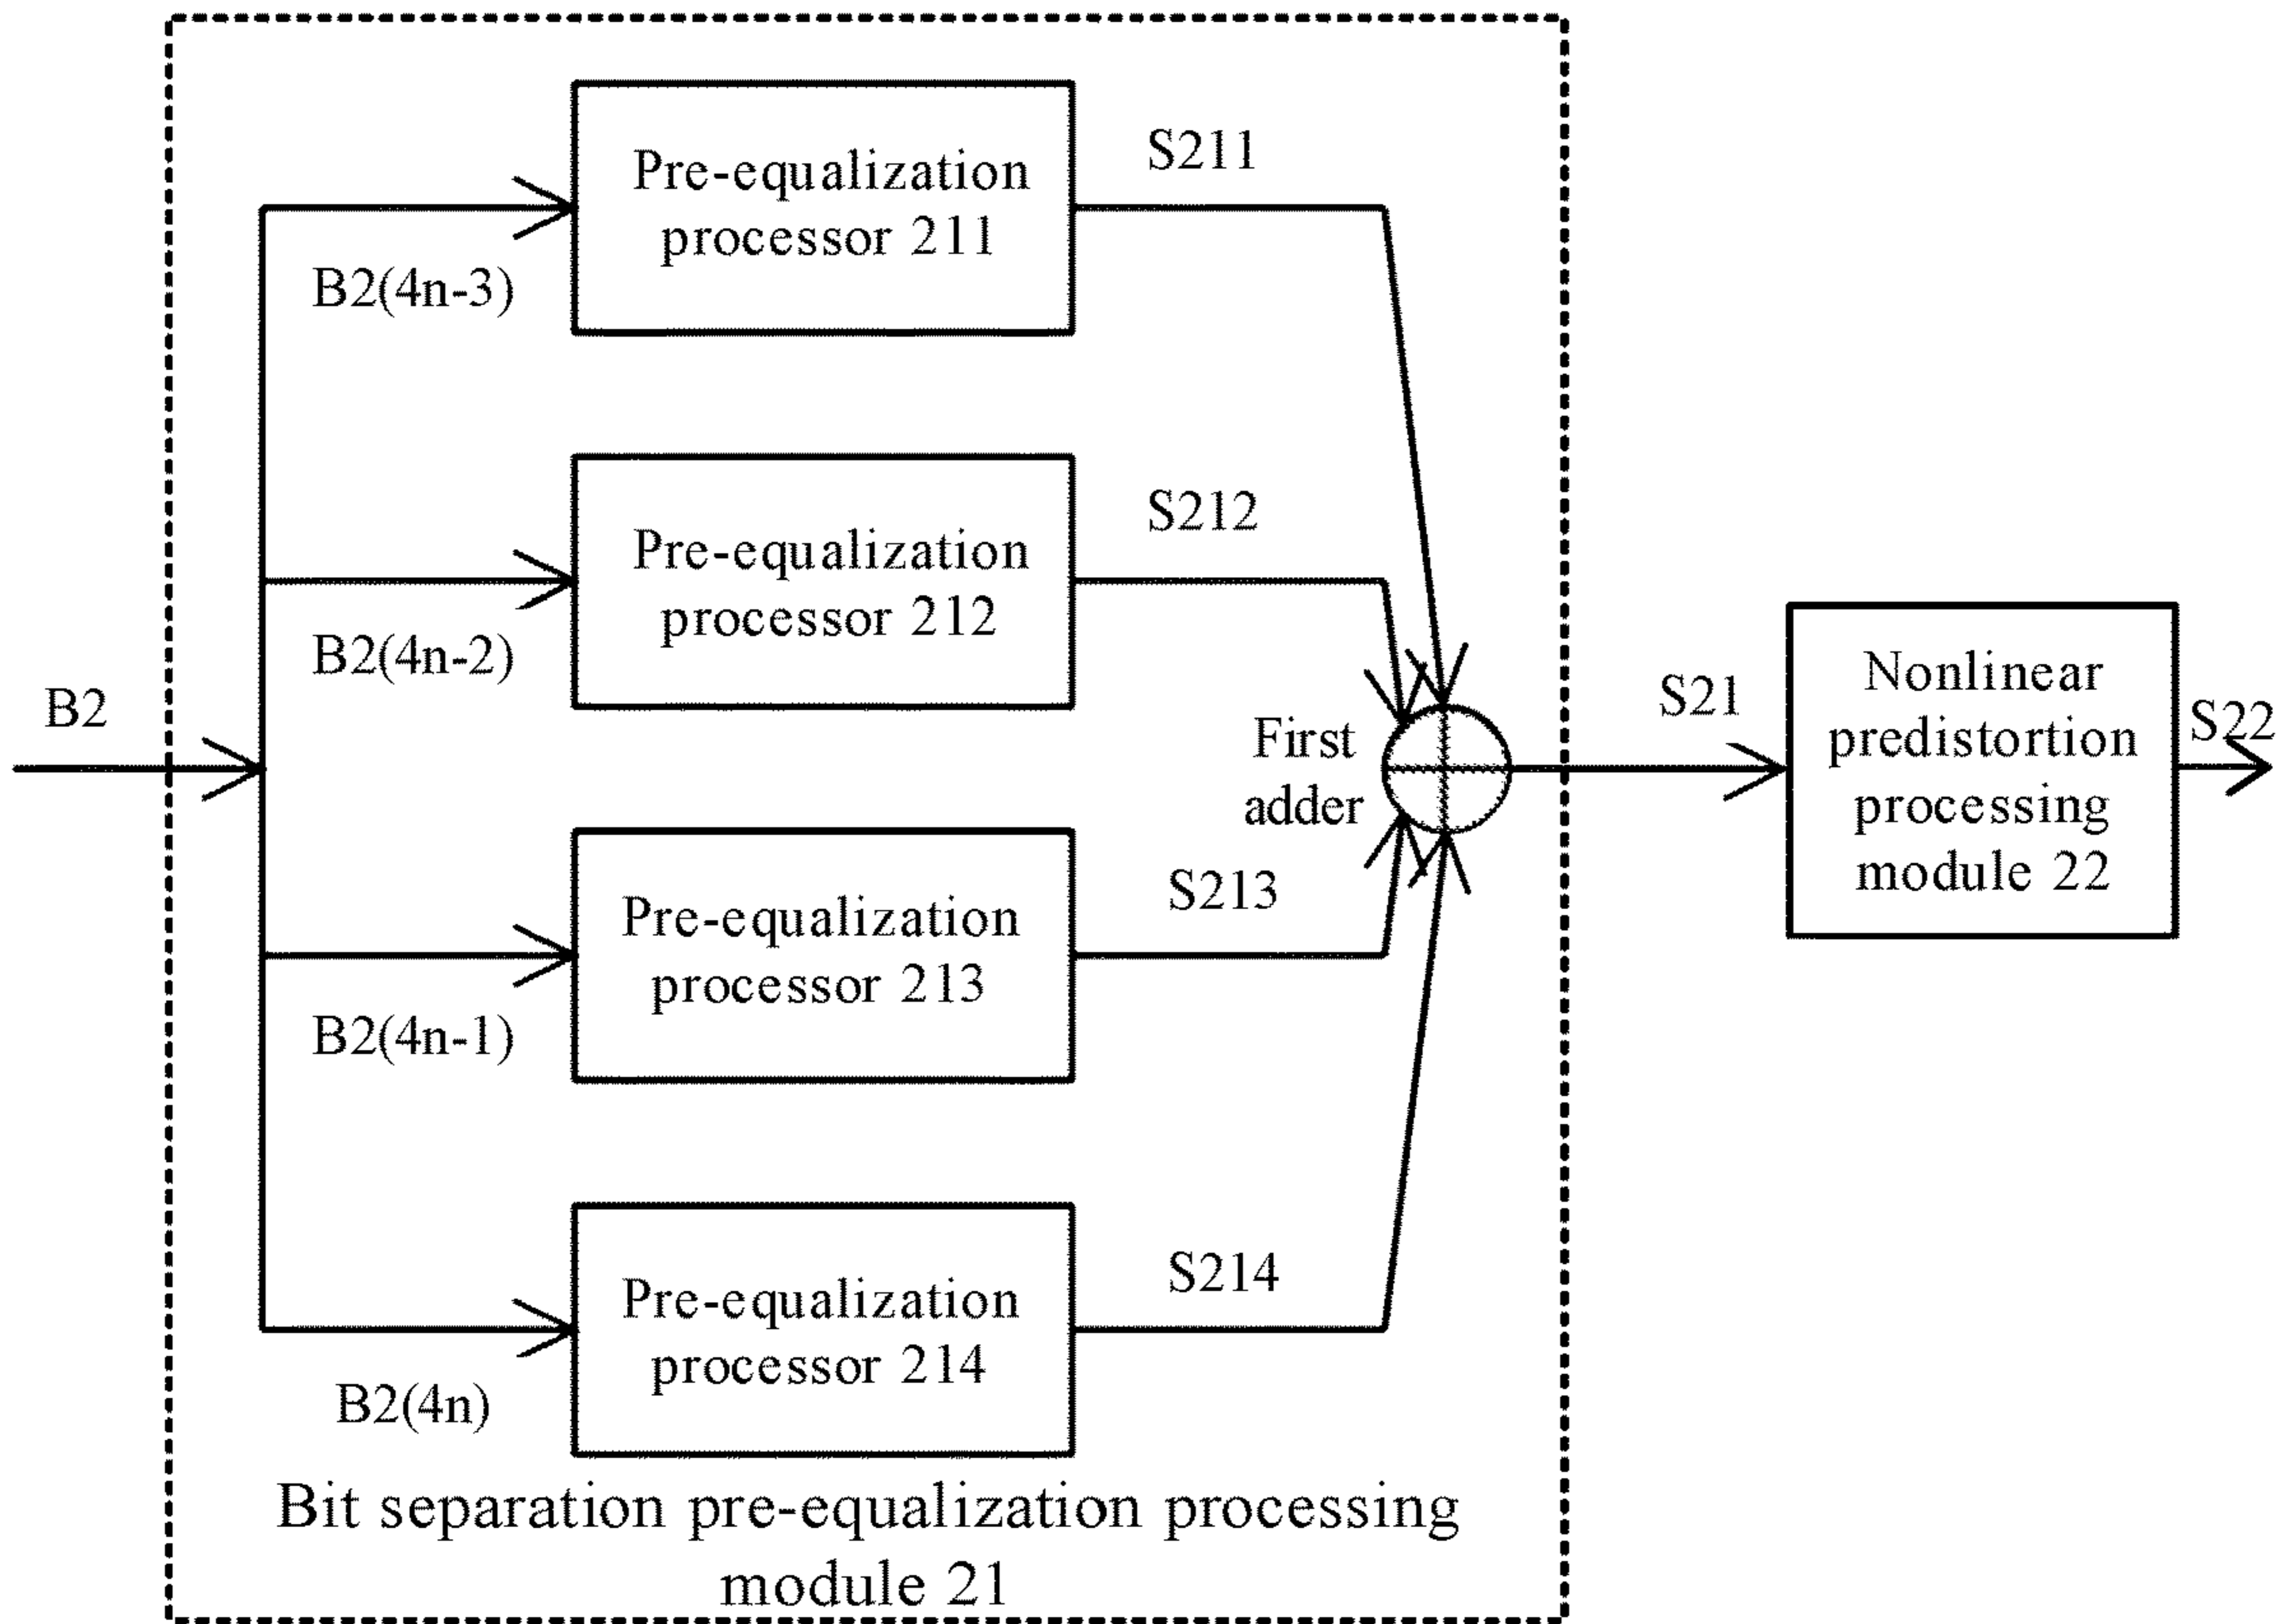 Pre-equalization
processor 211
S211
B2(4n-3)
Pre-equalization
processor 212
S212
B2(4n-2)
B2
First
adder
S21
Nonlinear
predistortion
processing
module 22
S22
Pre-equalization
processor 213
S213
B2(4n-1)
Pre-equalization
processor 214
S214
B2(4n)
Bit separation pre-equalization processing
module 21